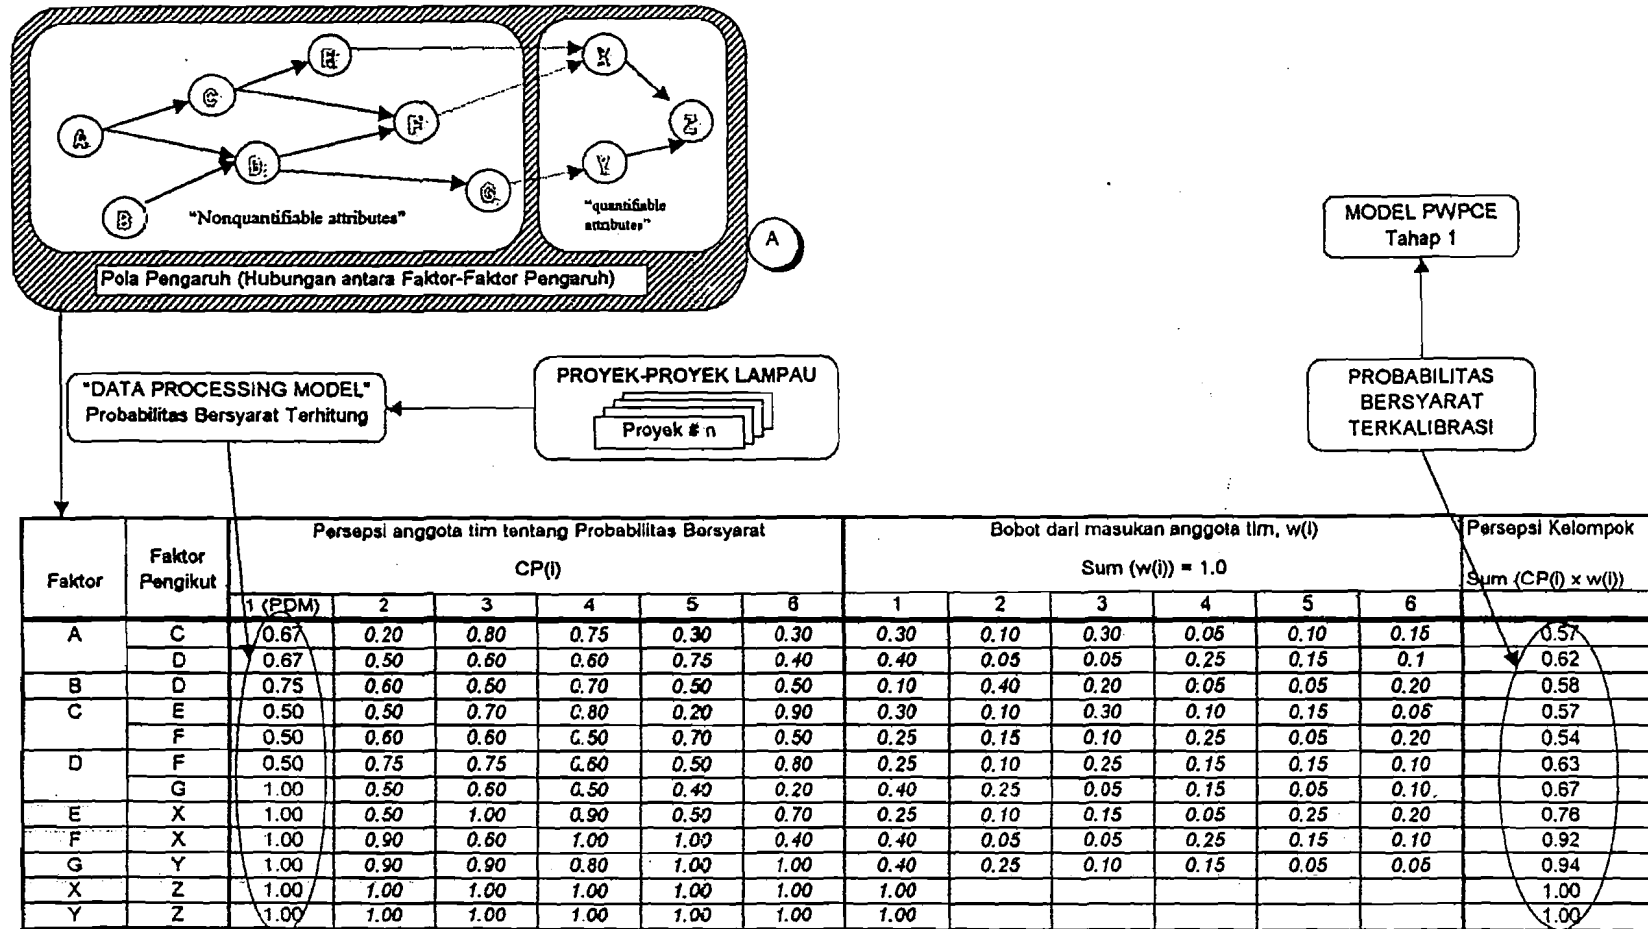 E
X
C
F
Z
A
D
Y
G
B
"Nonquantifiable attributes"
"quantifiable
attributes"
A
Pola Pengaruh (Hubungan antara Faktor-Faktor Pengaruh)
MODEL PWPCE
Tahap 1
"DATA PROCESSING MODEL"
Probabilitas Bersyarat Terhitung
PROYEK-PROYEK LAMPAU
Proyek # n
PROBABILITAS
BERSYARAT
TERKALIBRASI
Faktor Faktor Pengikut Persepsi anggota tim tentang Probabilitas Bersyarat Bobot dari masukan anggota tim, w(i) Persepsi Kelompok
CP(i) Sum (w(i)) = 1.0 Sum (CP(i) x w(i))
1 (PDM) 2 3 4 5 6 1 2 3 4 5 6
A C 0.67 0.20 0.80 0.75 0.30 0.30 0.30 0.10 0.30 0.05 0.10 0.15 0.57
D 0.67 0.50 0.60 0.60 0.75 0.40 0.40 0.05 0.05 0.25 0.15 0.1 0.62
B D 0.75 0.60 0.50 0.70 0.50 0.50 0.10 0.40 0.20 0.05 0.05 0.20 0.58
C E 0.50 0.50 0.70 0.80 0.20 0.90 0.30 0.10 0.30 0.10 0.15 0.05 0.57
F 0.50 0.60 0.60 0.50 0.70 0.50 0.25 0.15 0.10 0.25 0.05 0.20 0.54
D F 0.50 0.75 0.75 0.60 0.50 0.80 0.25 0.10 0.25 0.15 0.15 0.10 0.63
G 1.00 0.50 0.60 0.50 0.40 0.20 0.40 0.25 0.05 0.15 0.05 0.10 0.67
E X 1.00 0.50 1.00 0.90 0.50 0.70 0.25 0.10 0.15 0.05 0.25 0.20 0.76
F X 1.00 0.90 0.60 1.00 1.00 0.40 0.40 0.05 0.05 0.25 0.15 0.10 0.92
G Y 1.00 0.90 0.90 0.80 1.00 1.00 0.40 0.25 0.10 0.15 0.05 0.05 0.94
X Z 1.00 1.00 1.00 1.00 1.00 1.00 1.00 1.00
Y Z 1.00 1.00 1.00 1.00 1.00 1.00 1.00 1.00